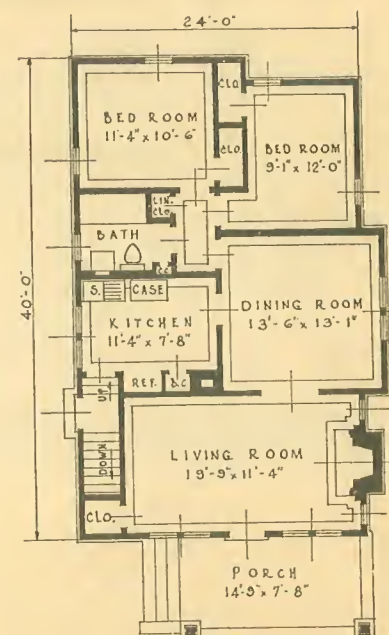 24'-0"
CLO.
BED ROOM
11'-4" x 10'-6"
CLO.
BED ROOM
9'-1" x 12'-0"
LIN.
CLO.
BATH
40'-0"
S.
CASE
DINING ROOM
13'-6" x 13'-1"
KITCHEN
11'-4" x 7'-8"
UP
REF.
DOWN
LIVING ROOM
19'-9" x 11'-4"
CLO.
PORCH
14'-9" x 7'-8"